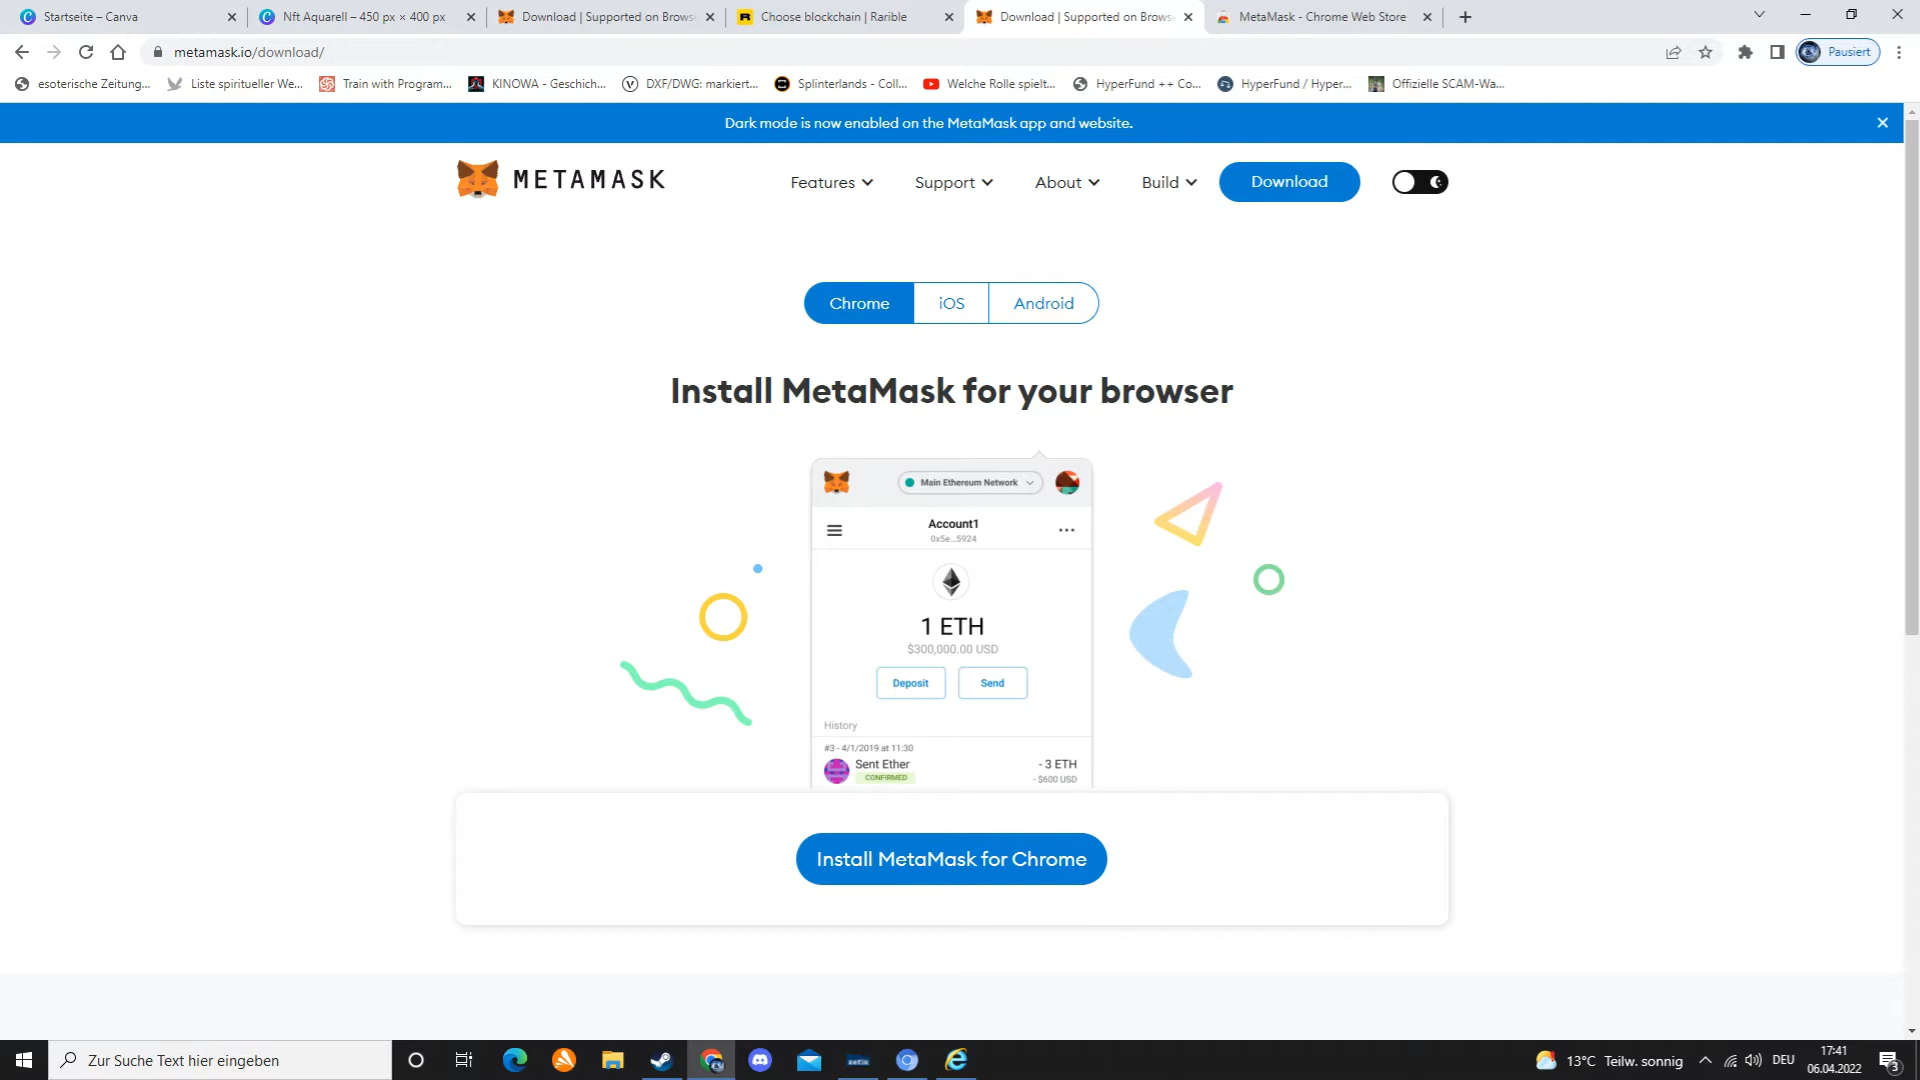 Startseite – Canva
Nft Aquarell – 450 px × 400 px
Download | Supported on Brows
Choose blockchain | Rarible
Download | Supported on Brows
MetaMask - Chrome Web Store
metamask.io/download/
Pausiert
esoterische Zeitung...
Liste spiritueller We...
Train with Program...
KINOWA - Geschich...
DXF/DWG: markiert...
Splinterlands - Coll...
Welche Rolle spielt...
HyperFund ++ Co...
HyperFund / Hyper...
Offizielle SCAM-Wa...
Dark mode is now enabled on the MetaMask app and website.
METAMASK
Features
Support
About
Build
Download
Chrome
iOS
Android
Install MetaMask for your browser
Main Ethereum Network
Account1
0x5e...5924
1 ETH
$300,000.00 USD
Deposit
Send
History
#3 - 4/1/2019 at 11:30
Sent Ether
- 3 ETH
CONFIRMED
- $600 USD
Install MetaMask for Chrome
Zur Suche Text hier eingeben
13°C Teilw. sonnig
DEU
17:41
06.04.2022
3